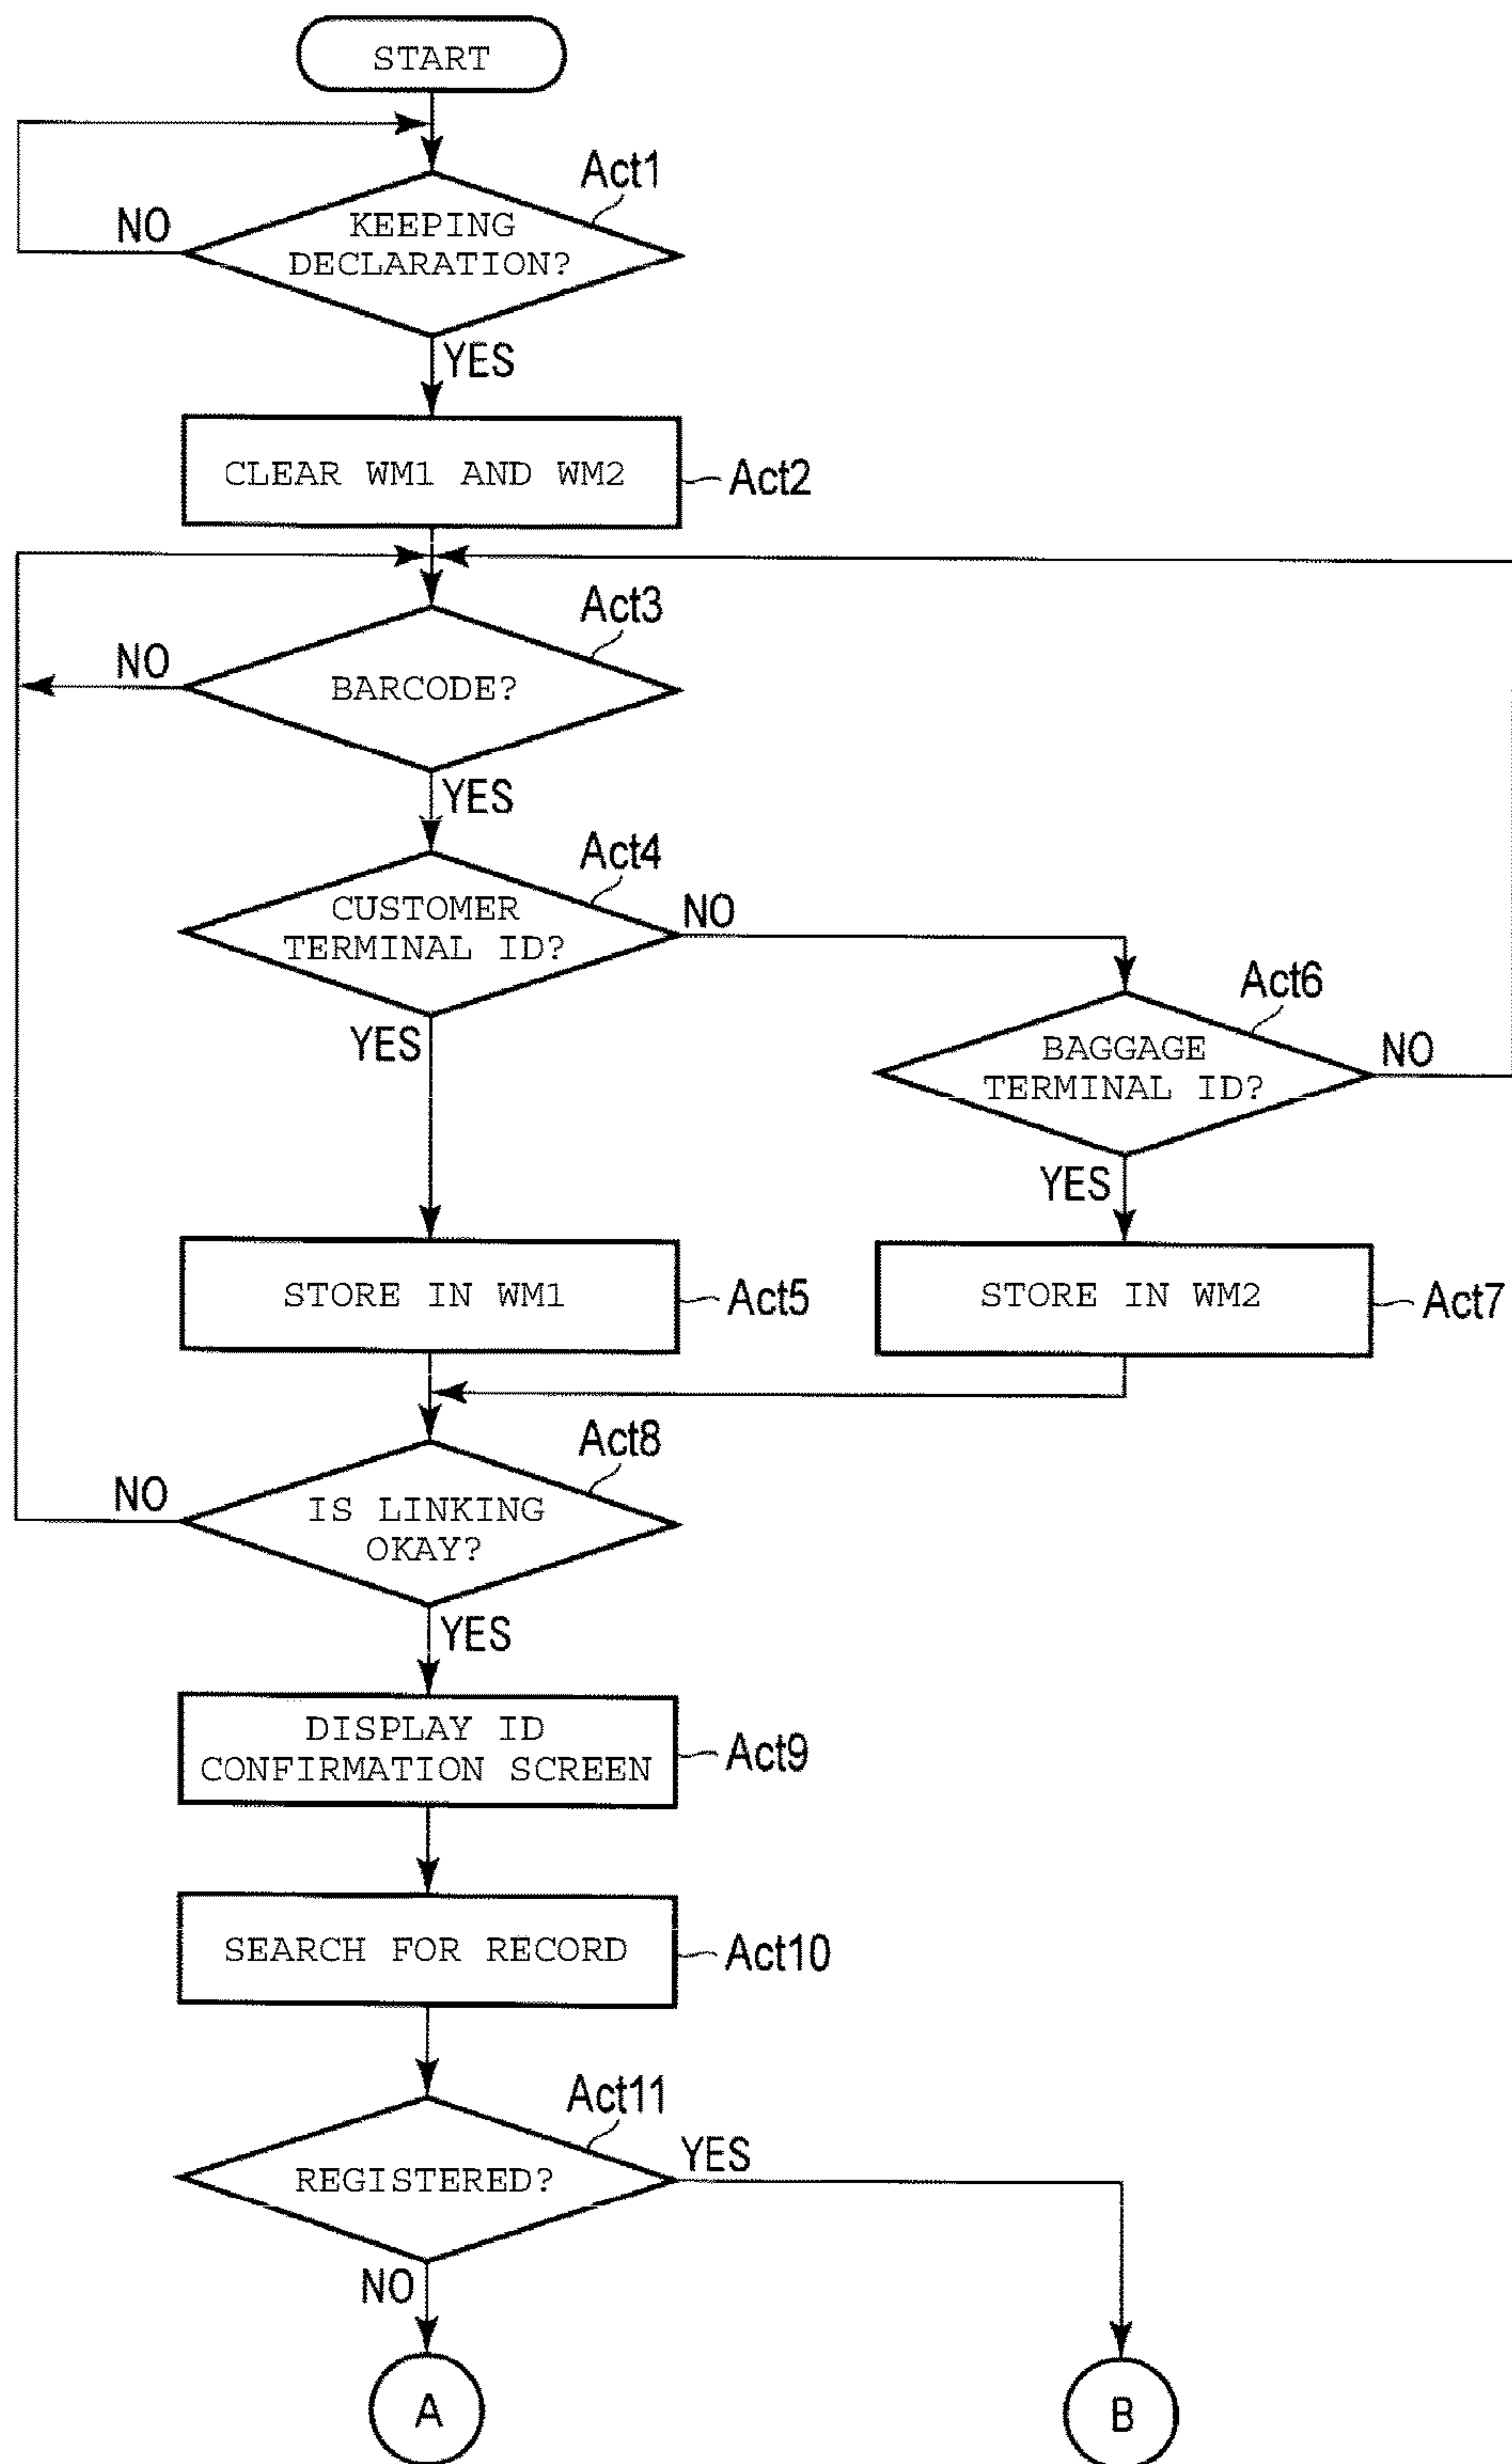 START
Act1
NO
KEEPING
DECLARATION?
YES
CLEAR WM1 AND WM2
Act2
Act3
NO
BARCODE?
YES
Act4
CUSTOMER
TERMINAL ID?
NO
YES
Act6
BAGGAGE
TERMINAL ID?
NO
YES
STORE IN WM1
Act5
STORE IN WM2
Act7
Act8
NO
IS LINKING
OKAY?
YES
DISPLAY ID
CONFIRMATION SCREEN
Act9
SEARCH FOR RECORD
Act10
Act11
REGISTERED?
YES
NO
A
B